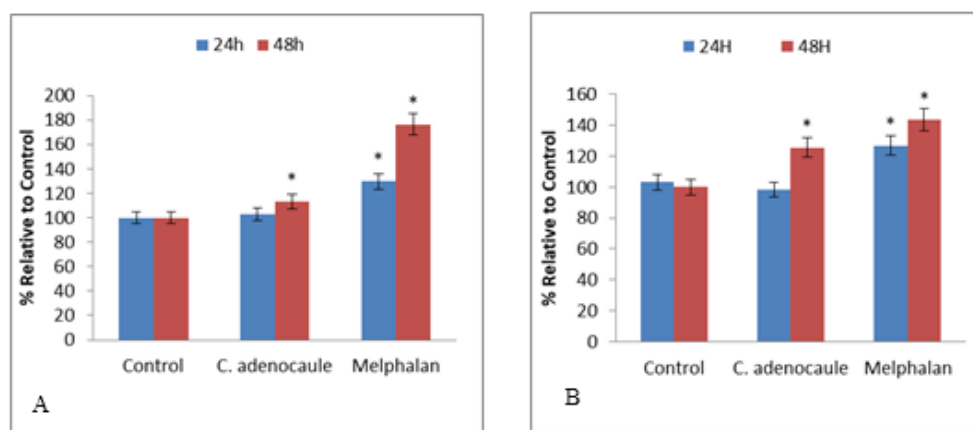 24h 48h
200
180
160
140
120
100
80
60
40
20
0
% Relative to Control
* * *
Control C. adenocaule Melphalan
A
24H 48H
160
140
120
100
80
60
40
20
0
% Relative to Control
* * *
Control C. adenocaule Melphalan
B